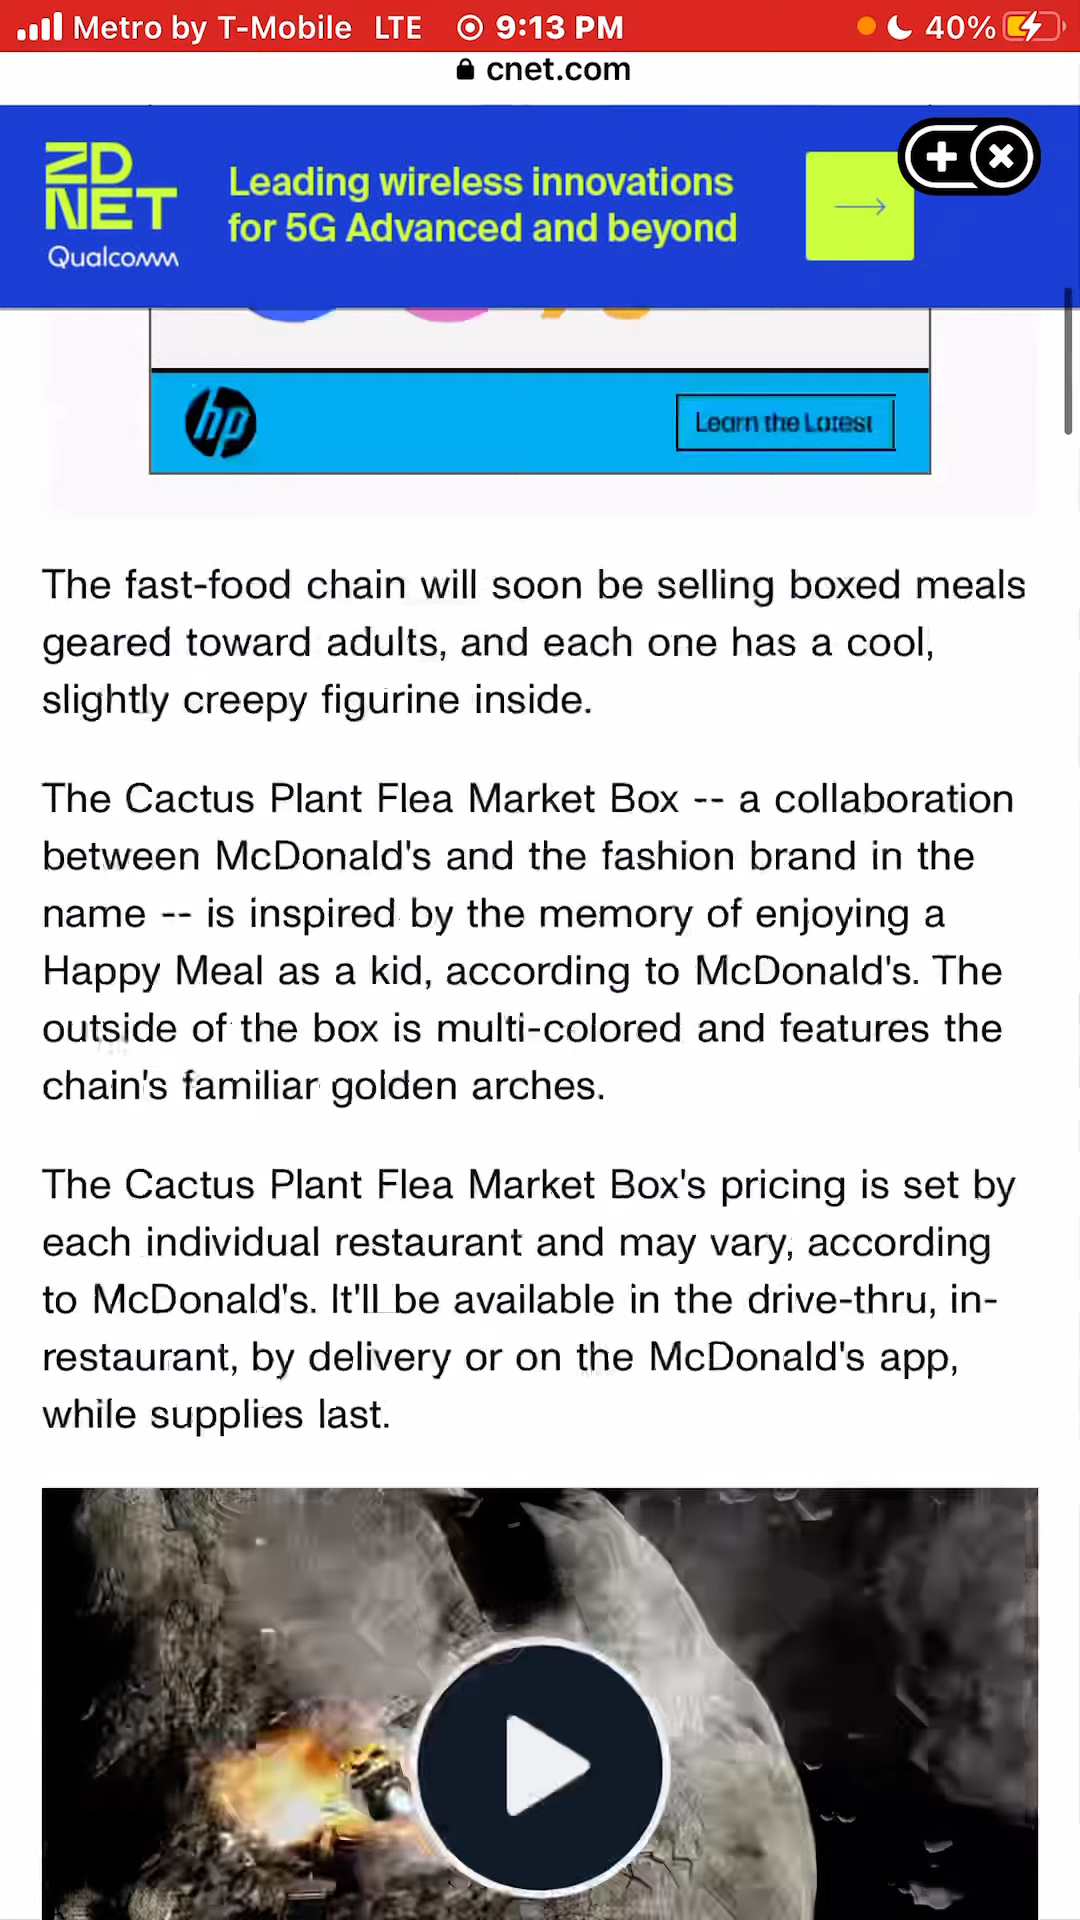 Metro by T-Mobile LTE 9:13 PM 40%
cnet.com
ZD
NET
Qualcomm
Leading wireless innovations
for 5G Advanced and beyond
hp
Learn the Latest
The fast-food chain will soon be selling boxed meals
geared toward adults, and each one has a cool,
slightly creepy figurine inside.
The Cactus Plant Flea Market Box -- a collaboration
between McDonald's and the fashion brand in the
name -- is inspired by the memory of enjoying a
Happy Meal as a kid, according to McDonald's. The
outside of the box is multi-colored and features the
chain's familiar golden arches.
The Cactus Plant Flea Market Box's pricing is set by
each individual restaurant and may vary, according
to McDonald's. It'll be available in the drive-thru, in-
restaurant, by delivery or on the McDonald's app,
while supplies last.